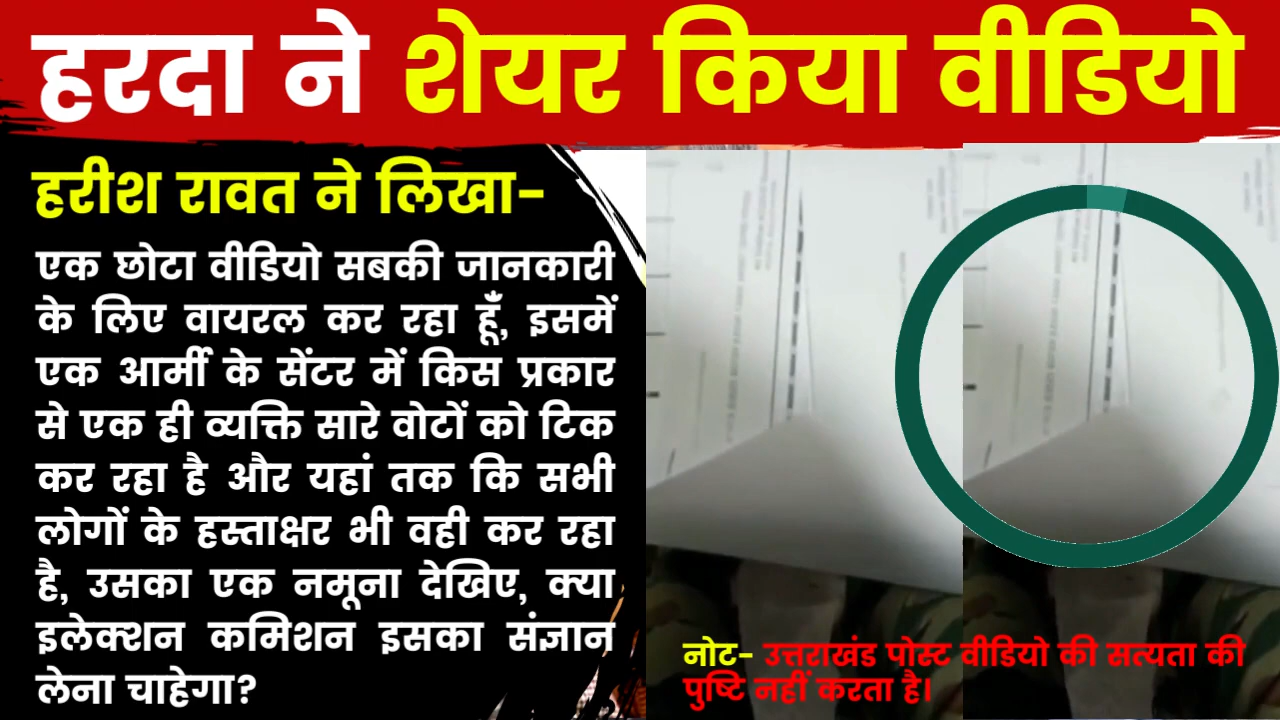 हरदा ने शेयर किया वीडियो
हरीश रावत ने लिखा-
एक छोटा वीडियो सबकी जानकारी
के लिए वायरल कर रहा हूँ, इसमें
एक आर्मी के सेंटर में किस प्रकार
से एक ही व्यक्ति सारे वोटों को टिक
कर रहा है और यहां तक कि सभी
लोगों के हस्ताक्षर भी वही कर रहा
है, उसका एक नमूना देखिए, क्या
इलेक्शन कमिशन इसका संज्ञान
लेना चाहेगा?
नोट- उत्तराखंड पोस्ट वीडियो की सत्यता की
पुष्टि नहीं करता है।